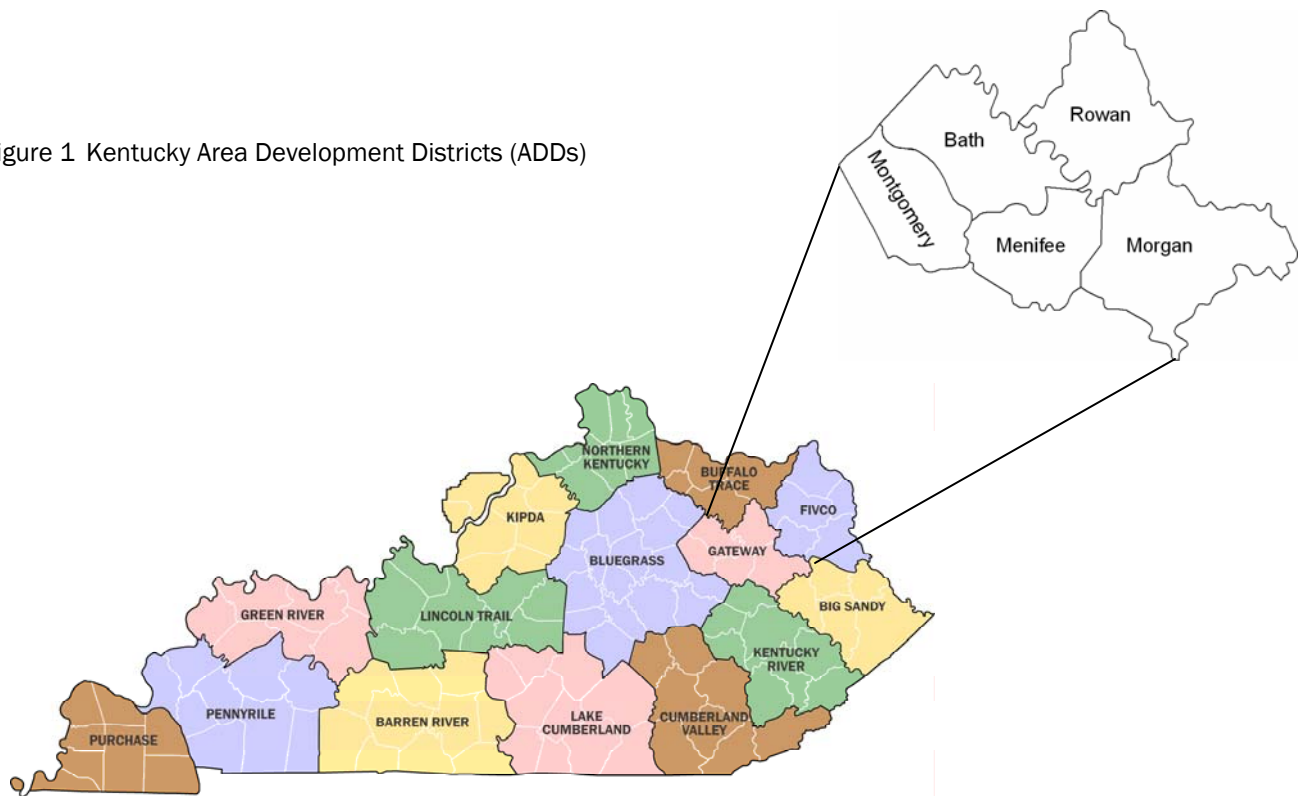 igure 1 Kentucky Area Development Districts (ADDs)
Rowan
Bath
Montgomery
Menifee
Morgan
NORTHERN
KENTUCKY
BUFFALO
TRACE
FIVCO
KIPDA
GATEWAY
BLUEGRASS
BIG SANDY
GREEN RIVER
LINCOLN TRAIL
KENTUCKY
RIVER
PENNYRILE
BARREN RIVER
LAKE
CUMBERLAND
CUMBERLAND
VALLEY
PURCHASE